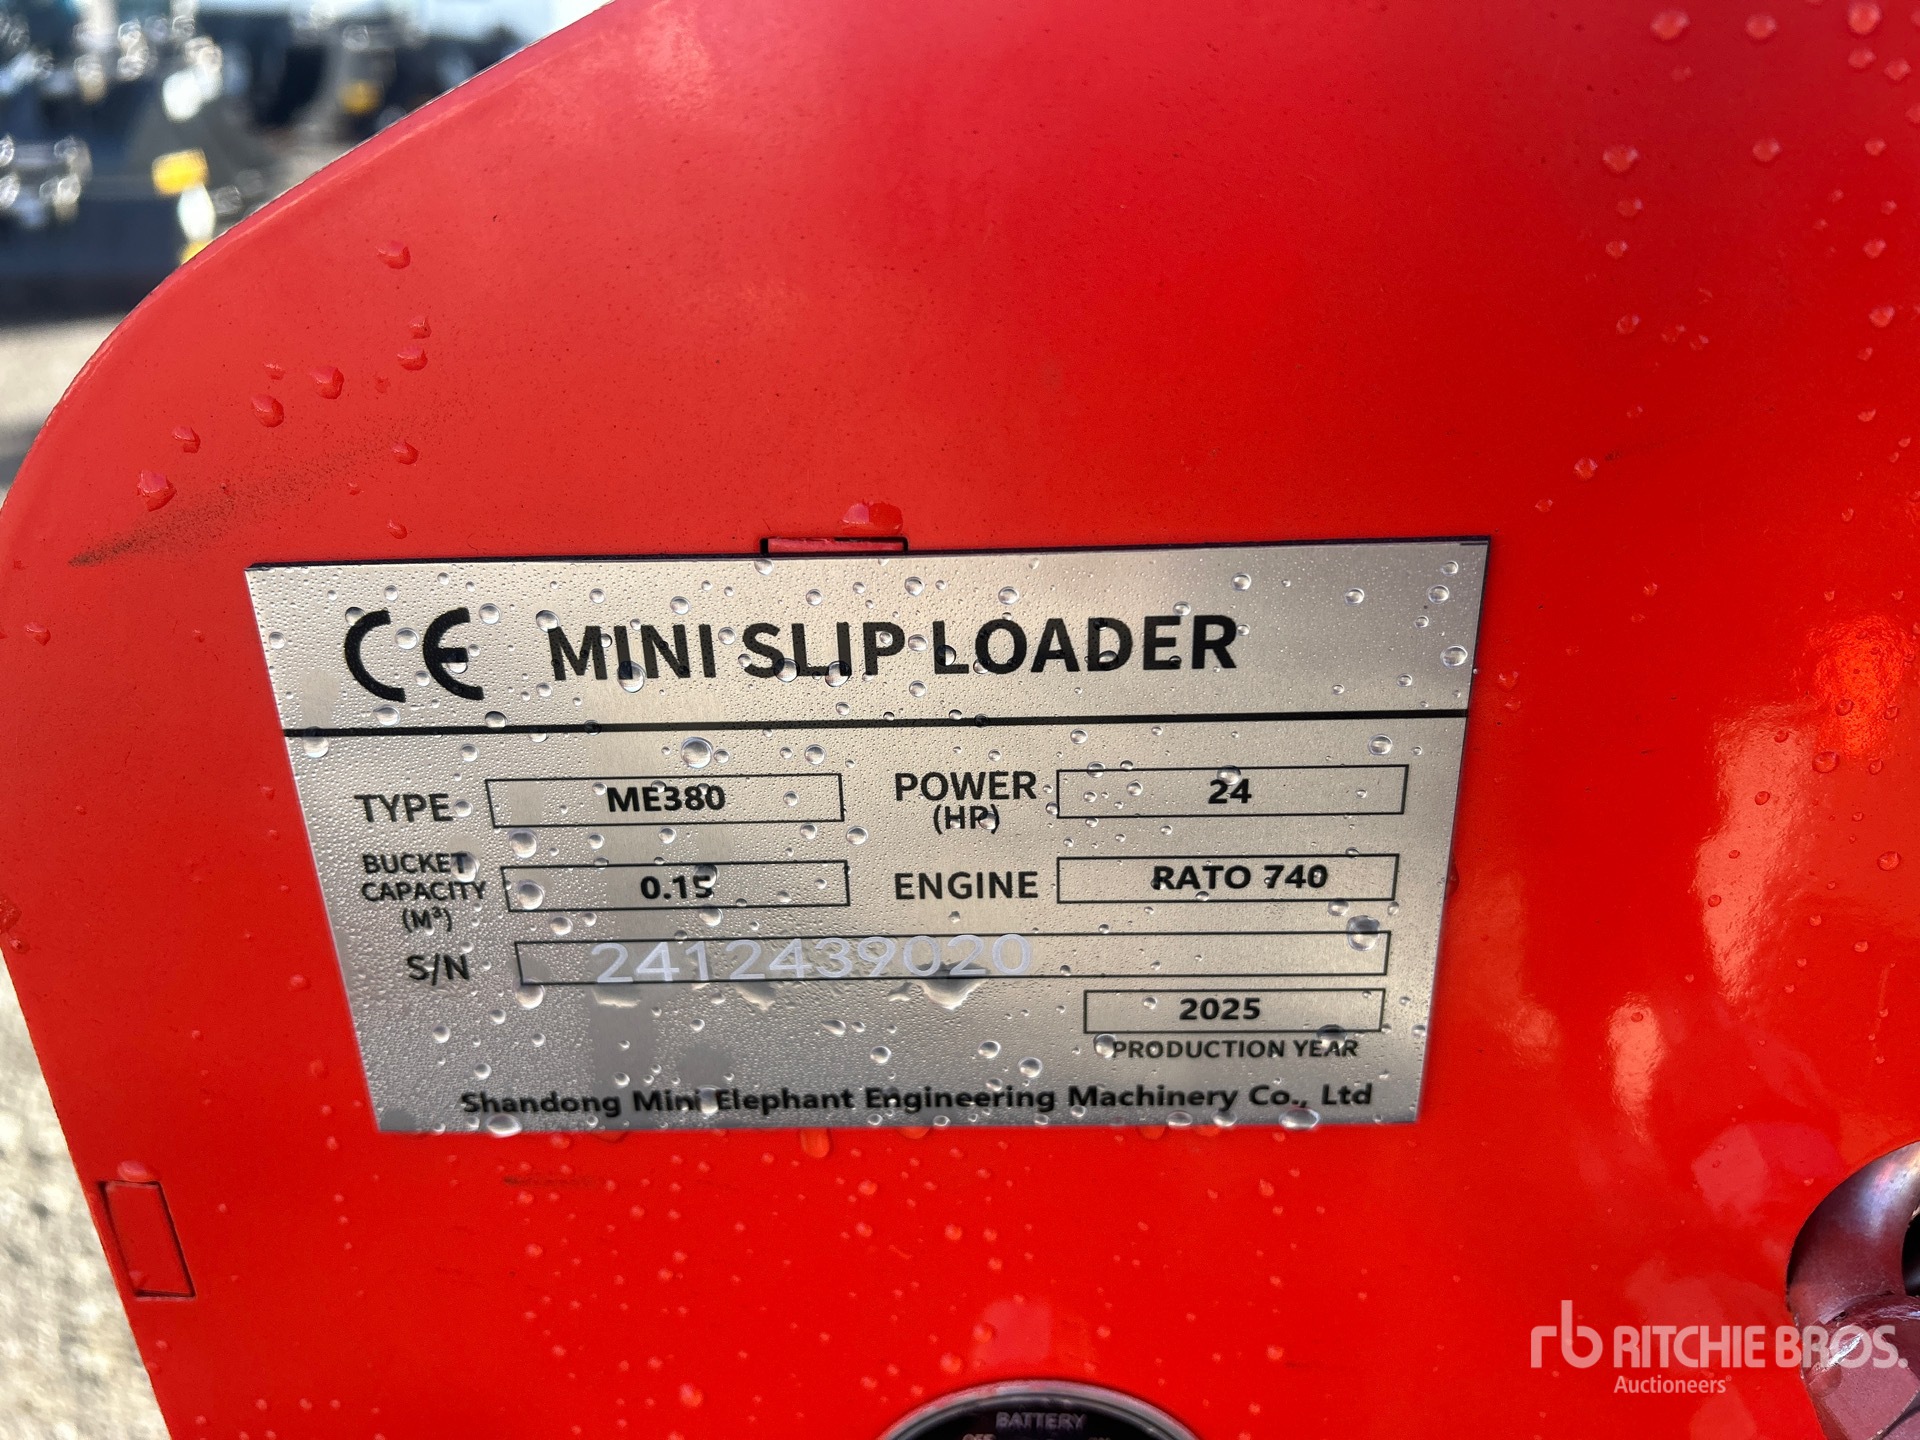 CE MINI SLIP LOADER
TYPE ME380 POWER (HP) 24
BUCKET CAPACITY (M³) 0.15 ENGINE RATO 740
S/N 2412439020
2025
PRODUCTION YEAR
Shandong Mini Elephant Engineering Machinery Co., Ltd
rb RITCHIE BROS.
Auctioneers
BATTERY
OFF